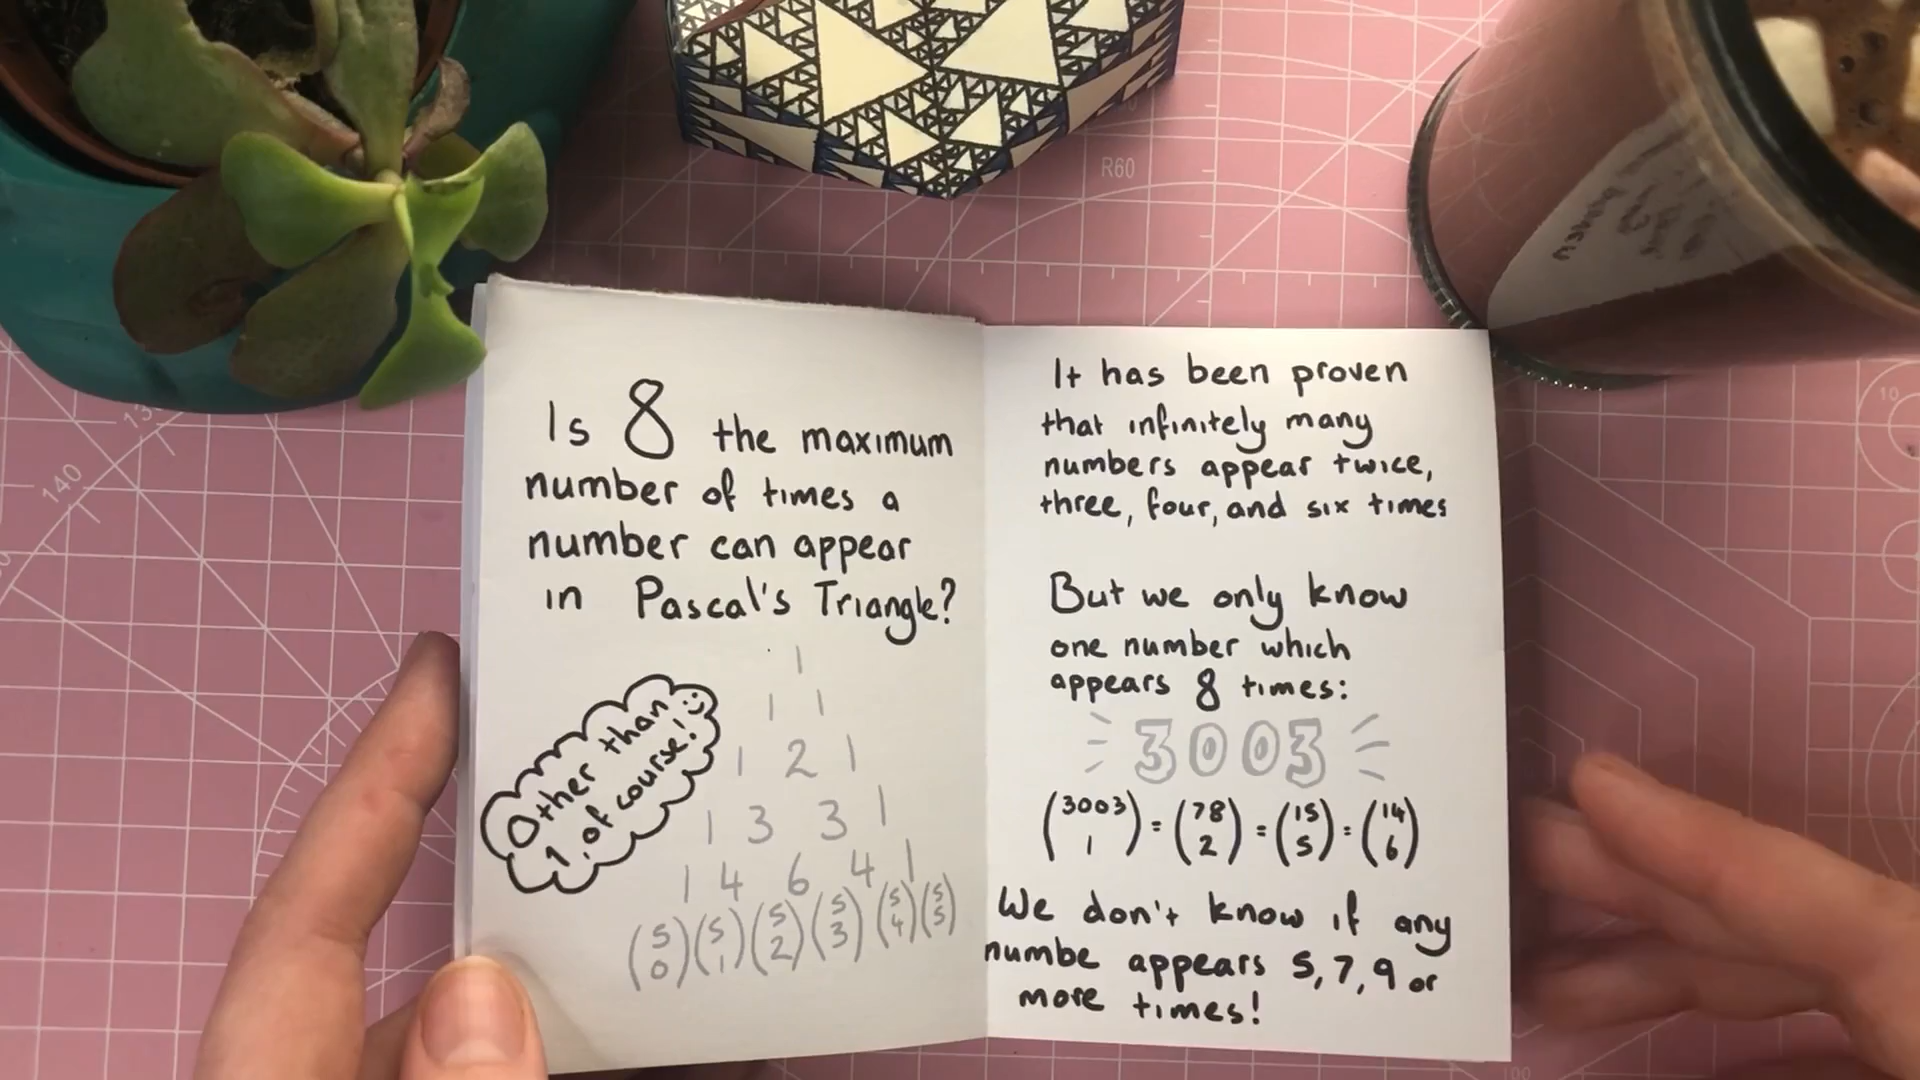 Is 8 the maximum
number of times a
number can appear
in Pascal's Triangle?
Other than
1, of course! :)
1
1 1
1 2 1
1 3 3 1
1 4 6 4 1
(5 0) (5 1) (5 2) (5 3) (5 4) (5 5)
It has been proven
that infinitely many
numbers appear twice,
three, four, and six times
But we only know
one number which
appears 8 times:
3003
(3003 1) = (78 2) = (15 5) = (14 6)
We don't know if any
numbe appears 5, 7, 9 or
more times!
R60
140
10
100